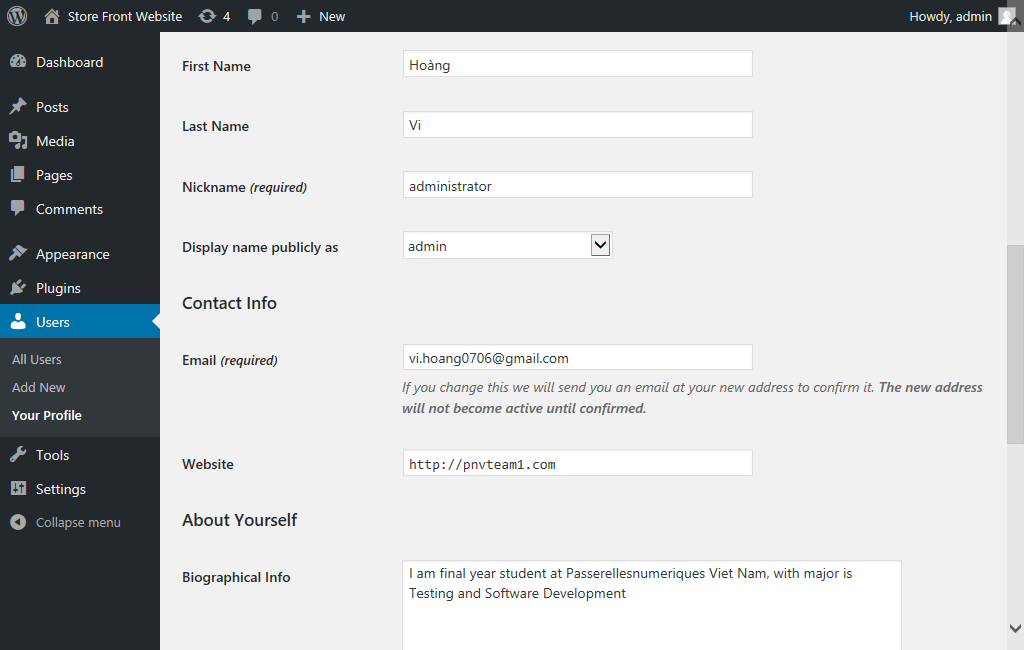 Store Front Website 4 0 New Howdy, admin
Dashboard
Posts
Media
Pages
Comments
Appearance
Plugins
Users
All Users
Add New
Your Profile
Tools
Settings
Collapse menu
First Name Hoàng
Last Name Vi
Nickname (required) administrator
Display name publicly as admin
Contact Info
Email (required) vi.hoang0706@gmail.com
If you change this we will send you an email at your new address to confirm it. The new address
will not become active until confirmed.
Website http://pnvteam1.com
About Yourself
Biographical Info I am final year student at Passerellesnumeriques Viet Nam, with major is
Testing and Software Development